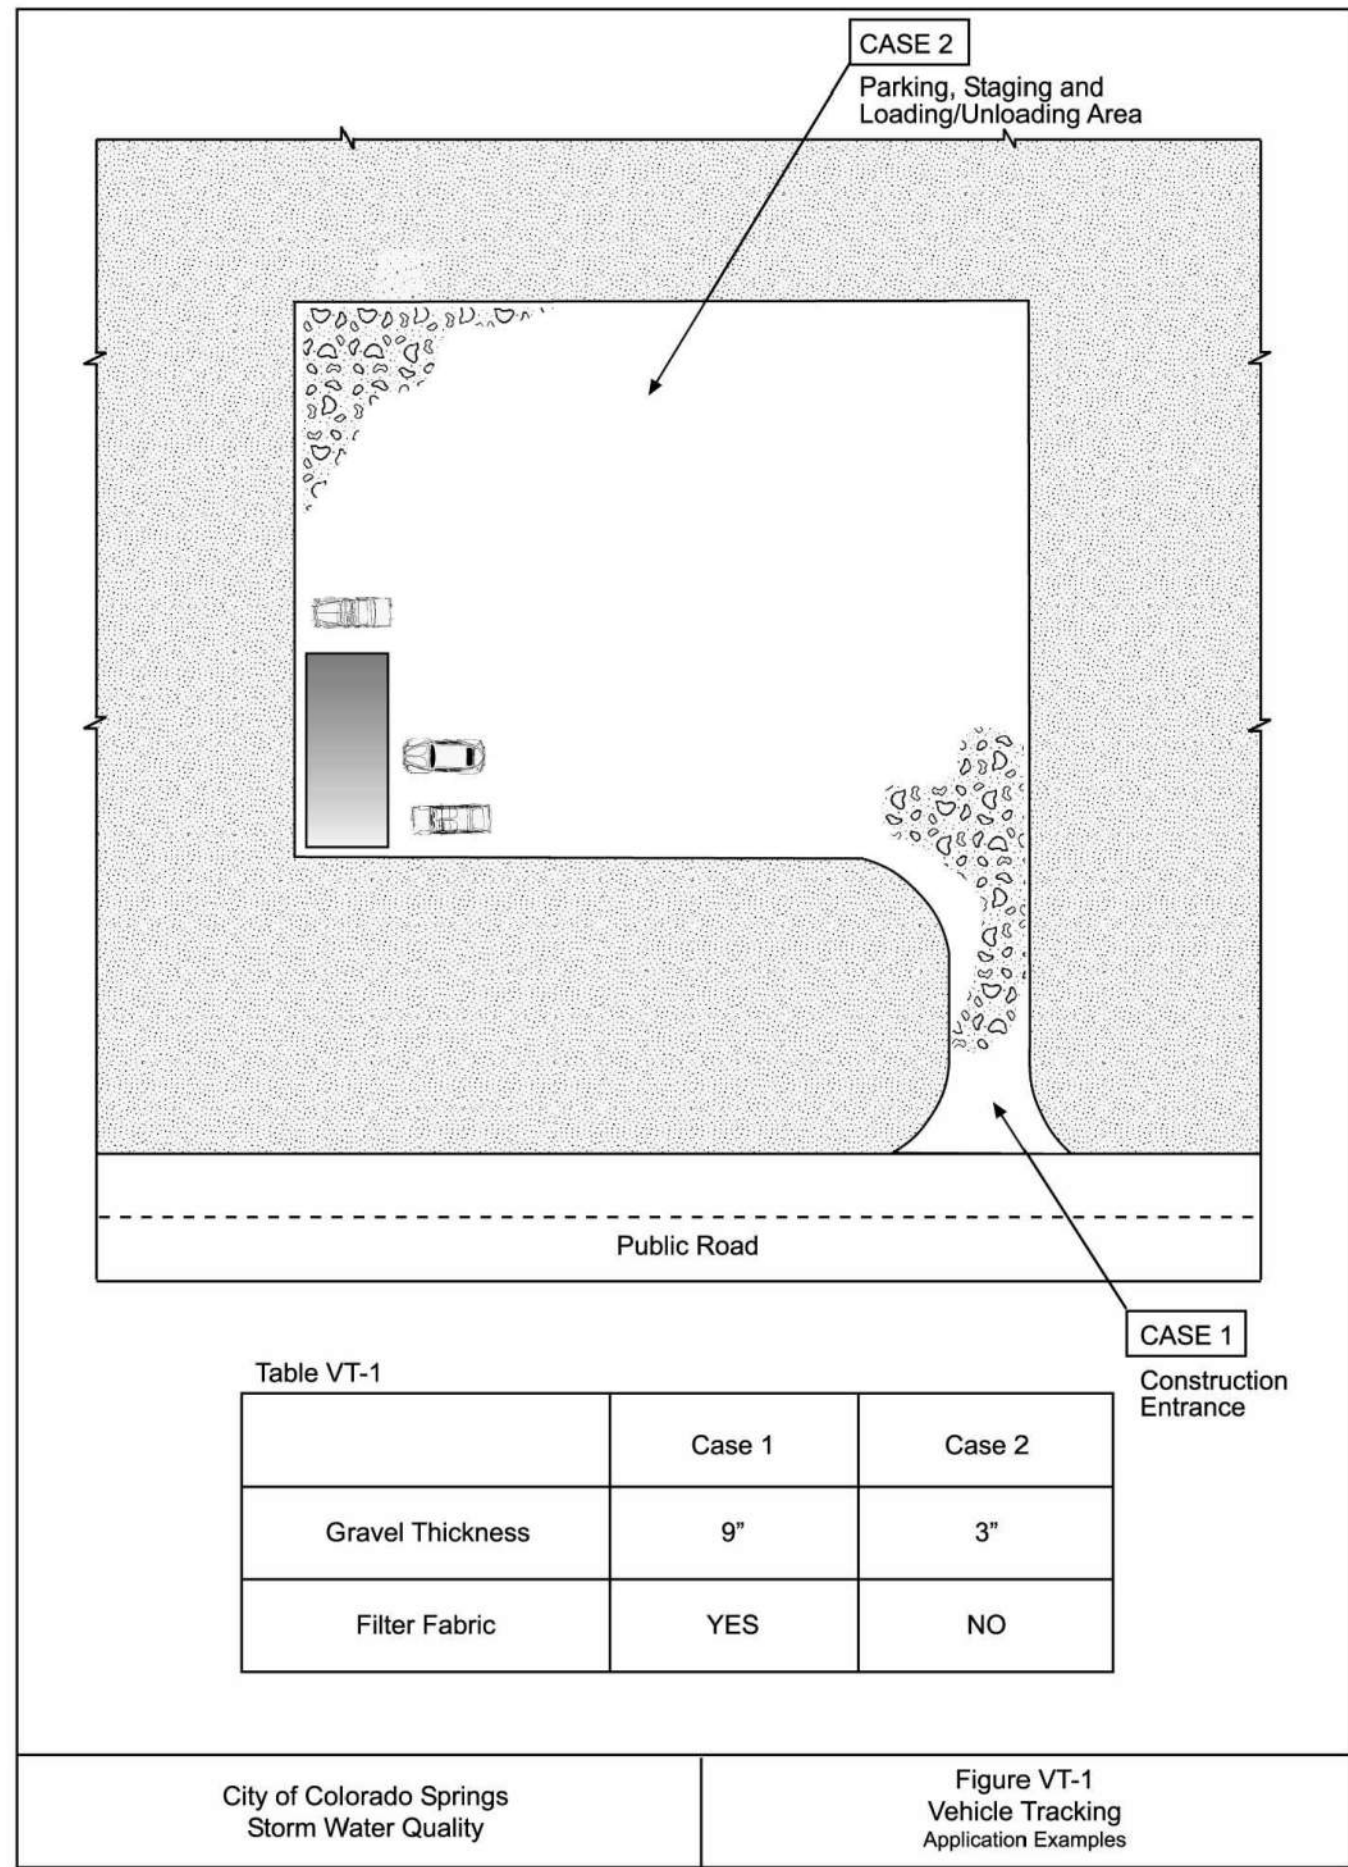 CASE 2
Parking, Staging and
Loading/Unloading Area
Public Road
CASE 1
Construction
Entrance
Table VT-1
Case 1 Case 2
Gravel Thickness 9” 3”
Filter Fabric YES NO
City of Colorado Springs
Storm Water Quality
Figure VT-1
Vehicle Tracking
Application Examples